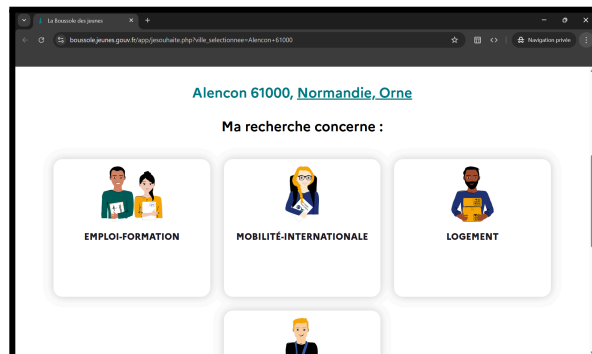 La Boussole des jeunes
boussole.jeunes.gouv.fr/app/jesouhaite.php?ville_selectionnee=Alencon+61000
Navigation privée
Alencon 61000, Normandie, Orne
Ma recherche concerne :
EMPLOI-FORMATION
MOBILITÉ-INTERNATIONALE
LOGEMENT